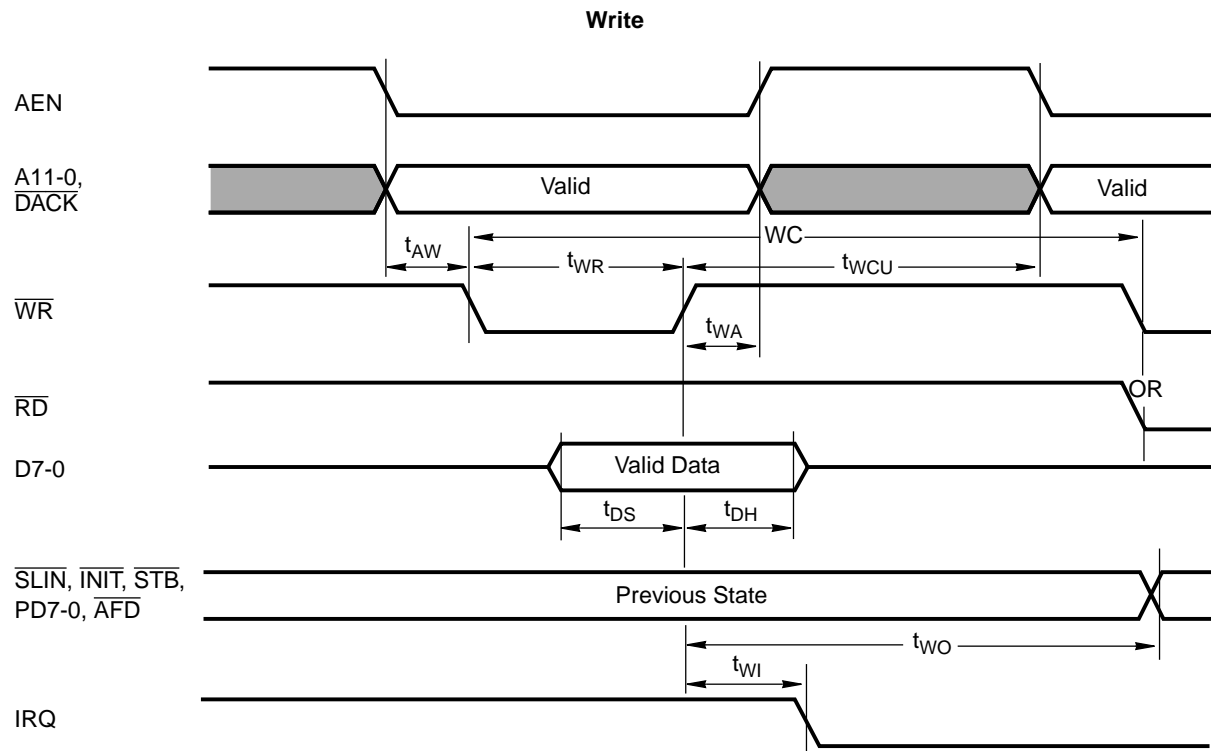 Write
AEN
A11-0,
DACK
Valid
Valid
WC
tAW
tWR
tWCU
WR
tWA
RD
OR
D7-0
Valid Data
tDS
tDH
SLIN, INIT, STB,
PD7-0, AFD
Previous State
tWO
tWI
IRQ